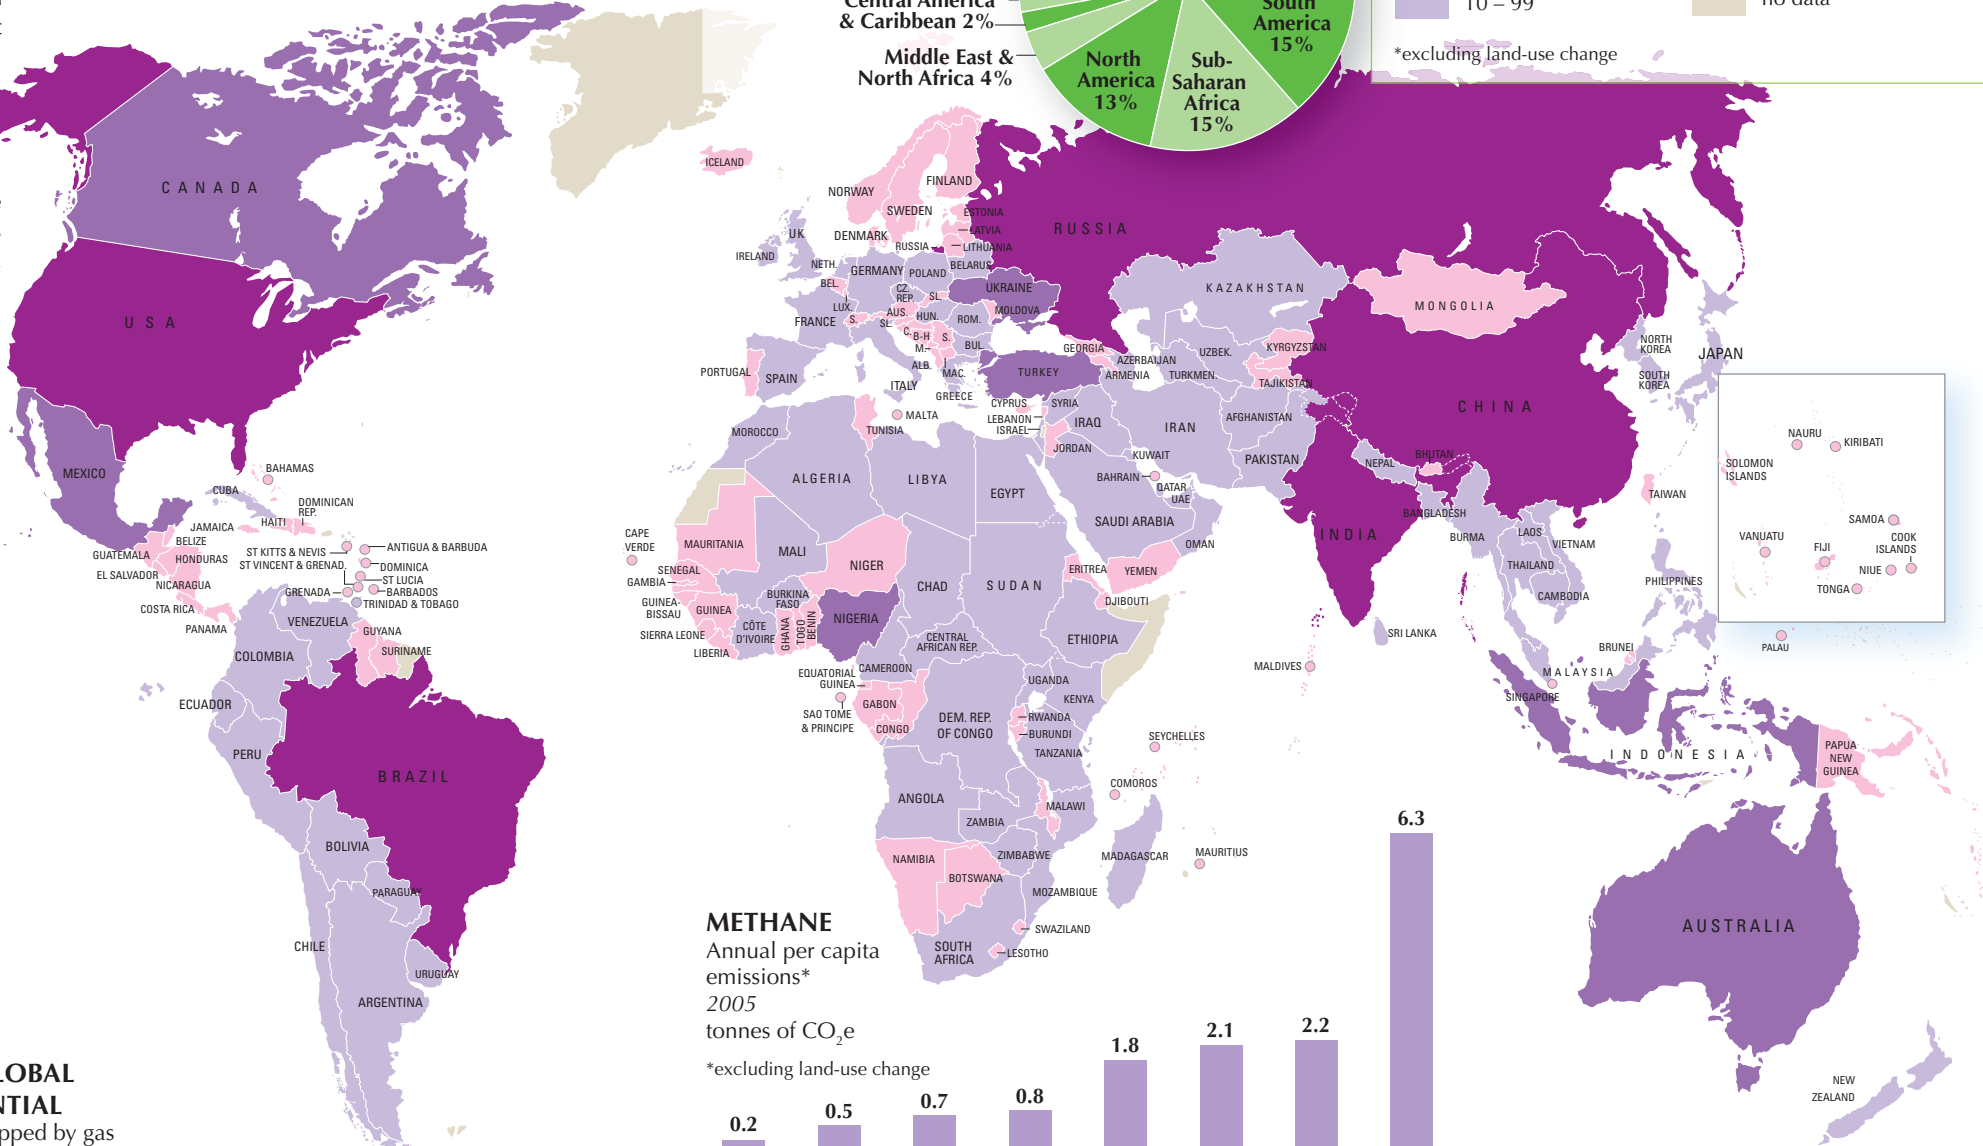 Central America
& Caribbean 2%
Middle East &
North Africa 4%
North
America
13%
Sub-
Saharan
Africa
15%
South
America
15%
10 – 99
no data
*excluding land-use change
CANADA
USA
MEXICO
BAHAMAS
CUBA
DOMINICAN
REP.
HAITI
JAMAICA
BELIZE
GUATEMALA
HONDURAS
EL SALVADOR
NICARAGUA
COSTA RICA
PANAMA
ST KITTS & NEVIS
ST VINCENT & GRENAD.
GRENADA
ANTIGUA & BARBUDA
DOMINICA
ST LUCIA
BARBADOS
TRINIDAD & TOBAGO
VENEZUELA
GUYANA
SURINAME
COLOMBIA
ECUADOR
PERU
BRAZIL
BOLIVIA
PARAGUAY
CHILE
URUGUAY
ARGENTINA
ICELAND
NORWAY
FINLAND
SWEDEN
ESTONIA
LATVIA
DENMARK
RUSSIA
LITHUANIA
UK
IRELAND
NETH.
GERMANY
POLAND
BELARUS
BEL.
CZ.
REP.
SL.
UKRAINE
LUX.
AUS.
HUN.
ROM.
MOLDOVA
FRANCE
S.
SL.
C.
B-H
S.
M.
BUL.
ALB.
MAC.
PORTUGAL
SPAIN
ITALY
GREECE
MALTA
TURKEY
CYPRUS
GEORGIA
AZERBAIJAN
ARMENIA
RUSSIA
KAZAKHSTAN
UZBEK.
TURKMEN.
KYRGYZSTAN
TAJIKISTAN
MONGOLIA
CHINA
NORTH
KOREA
SOUTH
KOREA
JAPAN
SYRIA
LEBANON
ISRAEL
IRAQ
JORDAN
IRAN
AFGHANISTAN
PAKISTAN
KUWAIT
BAHRAIN
QATAR
UAE
SAUDI ARABIA
OMAN
YEMEN
NEPAL
BHUTAN
BANGLADESH
INDIA
BURMA
LAOS
VIETNAM
THAILAND
CAMBODIA
TAIWAN
PHILIPPINES
SRI LANKA
MALDIVES
BRUNEI
MALAYSIA
SINGAPORE
INDONESIA
PAPUA
NEW
GUINEA
PALAU
NAURU
KIRIBATI
SOLOMON
ISLANDS
SAMOA
VANUATU
COOK
ISLANDS
FIJI
NIUE
TONGA
AUSTRALIA
NEW
ZEALAND
MOROCCO
TUNISIA
ALGERIA
LIBYA
EGYPT
CAPE
VERDE
MAURITANIA
MALI
NIGER
SENEGAL
GAMBIA
GUINEA-
BISSAU
GUINEA
SIERRA LEONE
LIBERIA
CÔTE
D'IVOIRE
BURKINA
FASO
GHANA
TOGO
BENIN
NIGERIA
CHAD
SUDAN
ERITREA
DJIBOUTI
ETHIOPIA
CENTRAL
AFRICAN REP.
CAMEROON
EQUATORIAL
GUINEA
SAO TOME
& PRINCIPE
GABON
CONGO
DEM. REP.
OF CONGO
UGANDA
KENYA
RWANDA
BURUNDI
TANZANIA
SEYCHELLES
COMOROS
ANGOLA
ZAMBIA
MALAWI
MADAGASCAR
MAURITIUS
NAMIBIA
ZIMBABWE
BOTSWANA
MOZAMBIQUE
SWAZILAND
LESOTHO
SOUTH
AFRICA
METHANE
Annual per capita
emissions*
2005
tonnes of CO₂e
*excluding land-use change
0.2
0.5
0.7
0.8
1.8
2.1
2.2
6.3
LOBAL
NTIAL
pped by gas